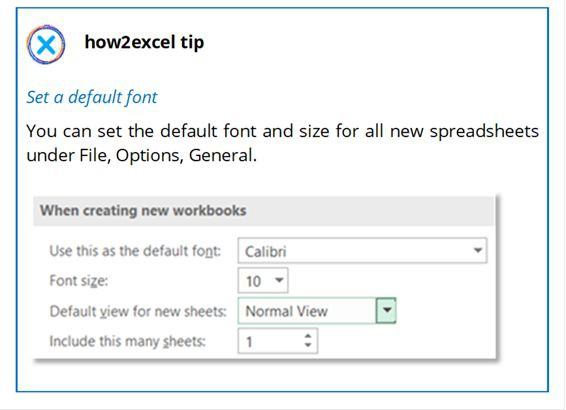 how2excel tip
Set a default font
You can set the default font and size for all new spreadsheets
under File, Options, General.
When creating new workbooks
Use this as the default font: Calibri
Font size: 10
Default view for new sheets: Normal View
Include this many sheets: 1